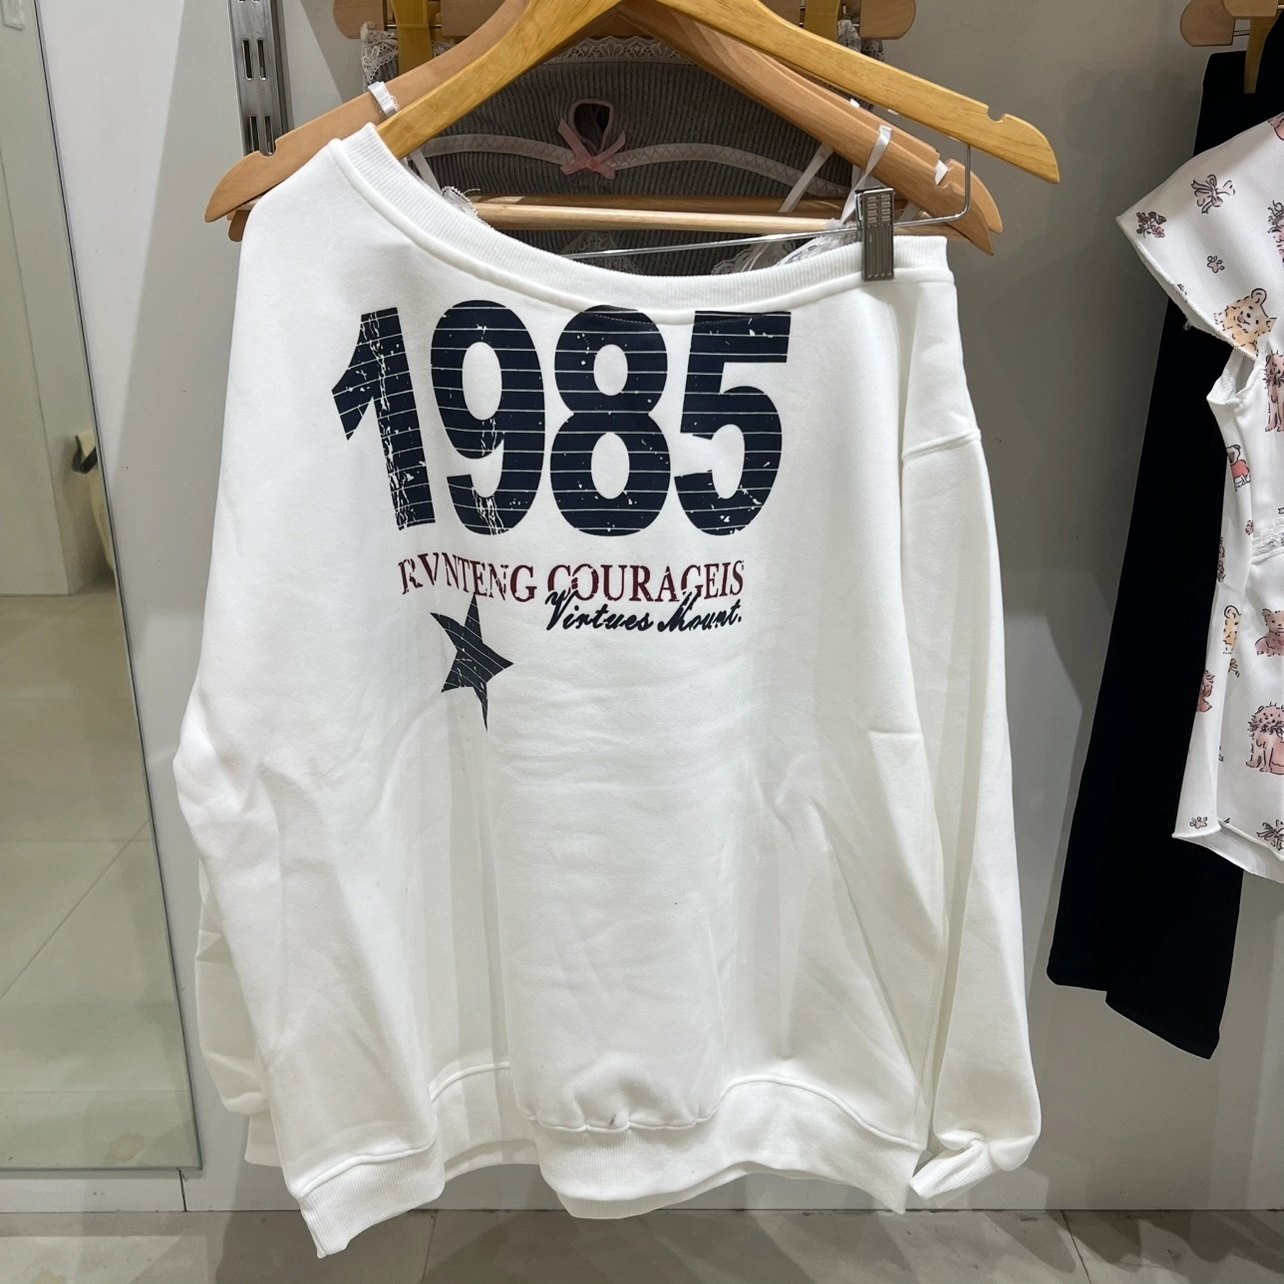 1985
RVNTENG COURAGEIS
Virtues Mount.